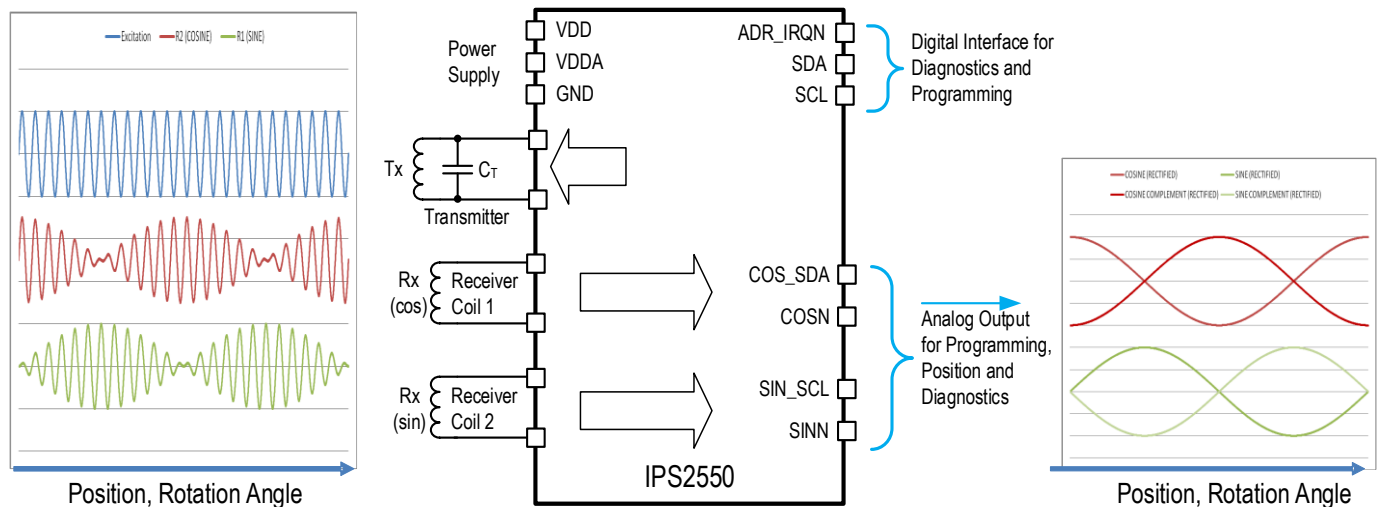 Excitation R2 (COSINE) R1 (SINE)
Position, Rotation Angle
Power
Supply
VDD
VDDA
GND
Tx
CT
Transmitter
Rx
(cos)
Receiver
Coil 1
Rx
(sin)
Receiver
Coil 2
ADR_IRQN
SDA
SCL
COS_SDA
COSN
SIN_SCL
SINN
IPS2550
Digital Interface for
Diagnostics and
Programming
Analog Output
for Programming,
Position and
Diagnostics
COSINE (RECTIFIED) SINE (RECTIFIED)
COSINE COMPLEMENT (RECTIFIED) SINE COMPLEMENT (RECTIFIED)
Position, Rotation Angle